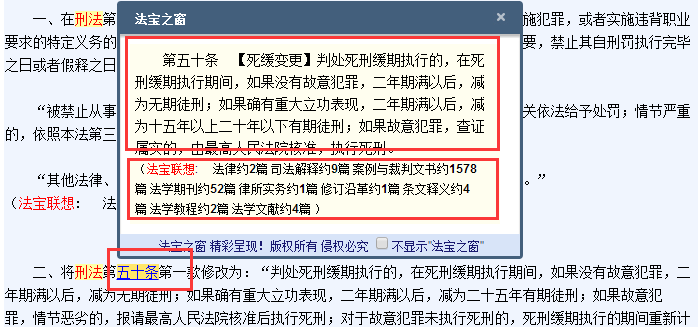 一、在刑法第
施犯罪，或者实施违背职业
要求的特定义务的
要，禁止其自刑罚执行完毕
之日或者假释之日
“被禁止从事
关依法给予处罚；情节严重
的，依照本法第三
“其他法律、
。”
（法宝联想： 法
法宝之窗
第五十条 【死缓变更】判处死刑缓期执行的，在死
刑缓期执行期间，如果没有故意犯罪，二年期满以后，减
为无期徒刑；如果确有重大立功表现，二年期满以后，减
为十五年以上二十年以下有期徒刑；如果故意犯罪，查证
属实的，由最高人民法院核准，执行死刑。
（法宝联想： 法律约2篇 司法解释约9篇 案例与裁判文书约1578
篇 法学期刊约52篇 律所实务约1篇 修订沿革约1篇 条文释义约4
篇 法学教程约2篇 法学文献约4篇 ）
法宝之窗 精彩呈现！版权所有 侵权必究 不显示"法宝之窗"
二、将刑法第五十条第一款修改为：“判处死刑缓期执行的，在死刑缓期执行期间，如果没有故意犯罪，二
年期满以后，减为无期徒刑；如果确有重大立功表现，二年期满以后，减为二十五年有期徒刑；如果故意犯
罪，情节恶劣的，报请最高人民法院核准后执行死刑；对于故意犯罪未执行死刑的，死刑缓期执行的期间重新计